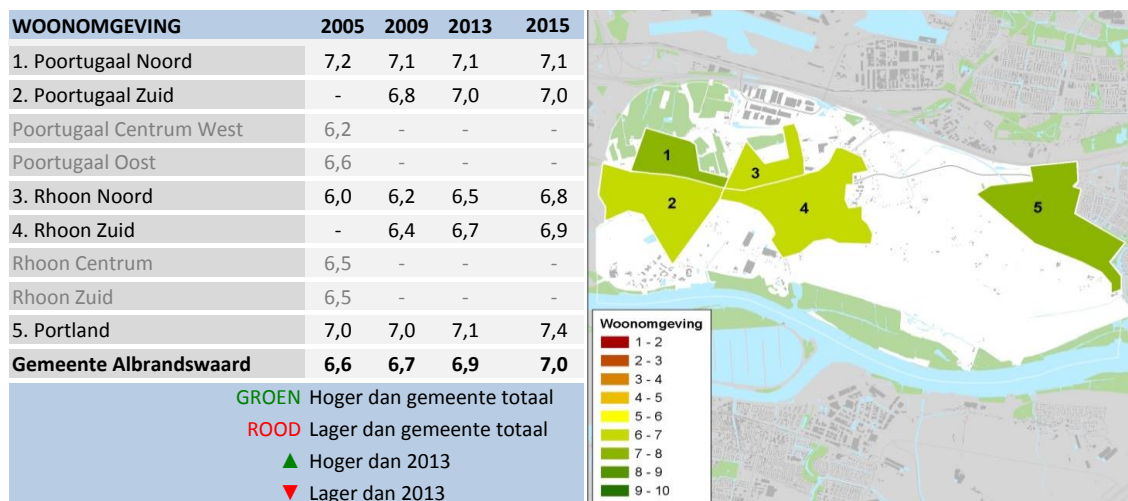 WOONOMGEVING 2005 2009 2013 2015
1. Poortugaal Noord 7,2 7,1 7,1 7,1
2. Poortugaal Zuid - 6,8 7,0 7,0
Poortugaal Centrum West 6,2 - - -
Poortugaal Oost 6,6 - - -
3. Rhoon Noord 6,0 6,2 6,5 6,8
4. Rhoon Zuid - 6,4 6,7 6,9
Rhoon Centrum 6,5 - - -
Rhoon Zuid 6,5 - - -
5. Portland 7,0 7,0 7,1 7,4
Gemeente Albrandswaard 6,6 6,7 6,9 7,0
GROEN Hoger dan gemeente totaal
ROOD Lager dan gemeente totaal
▲ Hoger dan 2013
▼ Lager dan 2013
1
2
3
4
5
Woonomgeving
1 - 2
2 - 3
3 - 4
4 - 5
5 - 6
6 - 7
7 - 8
8 - 9
9 - 10